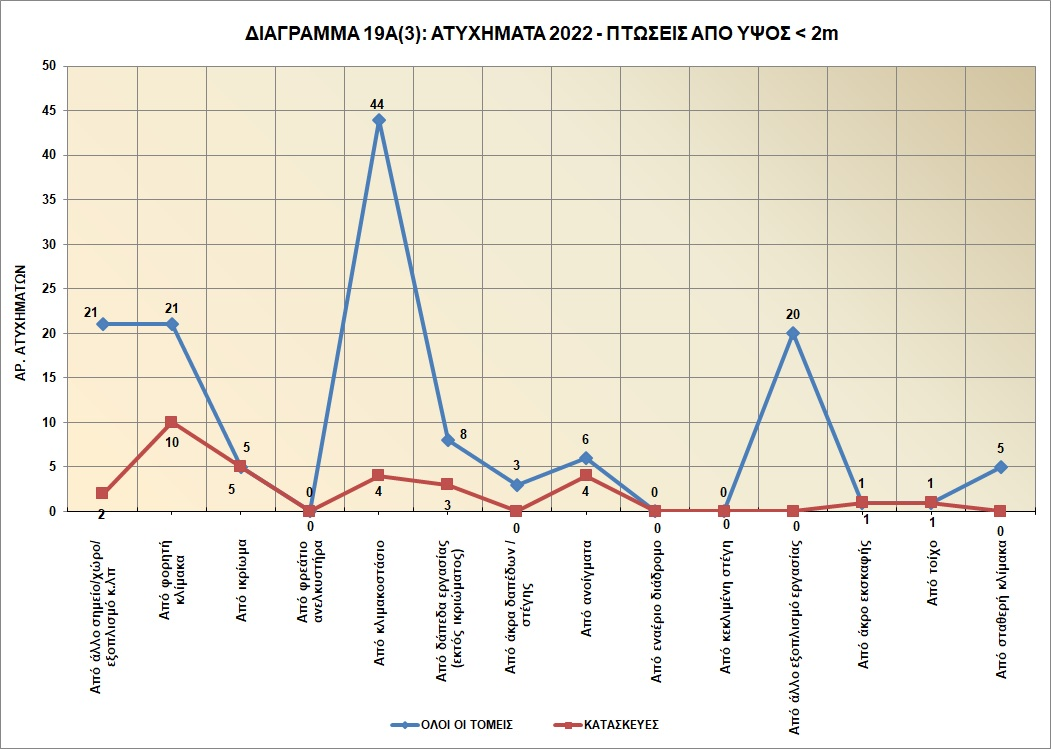 ΔΙΑΓΡΑΜΜΑ 19Α(3): ΑΤΥΧΗΜΑΤΑ 2022 - ΠΤΩΣΕΙΣ ΑΠΟ ΥΨΟΣ < 2m
ΑΡ. ΑΤΥΧΗΜΑΤΩΝ
50
45
40
35
30
25
20
15
10
5
0
21
21
5
0
44
8
3
6
0
0
20
1
1
5
2
10
5
0
4
3
0
4
0
0
0
1
1
0
Από άλλο σημείο/χώρο/
εξοπλισμό κ.λπ
Από φορητή
κλίμακα
Από ικρίωμα
Από φρεάτιο
ανελκυστήρα
Από κλιμακοστάσιο
Από δάπεδα εργασίας
(εκτός ικριώματος)
Από άκρα δαπέδων /
στέγης
Από ανοίγματα
Από εναέριο διάδρομο
Από κεκλιμένη στέγη
Από άλλο εξοπλισμό εργασίας
Από άκρο εκσκαφής
Από τοίχο
Από σταθερή κλίμακα
ΟΛΟΙ ΟΙ ΤΟΜΕΙΣ
ΚΑΤΑΣΚΕΥΕΣ